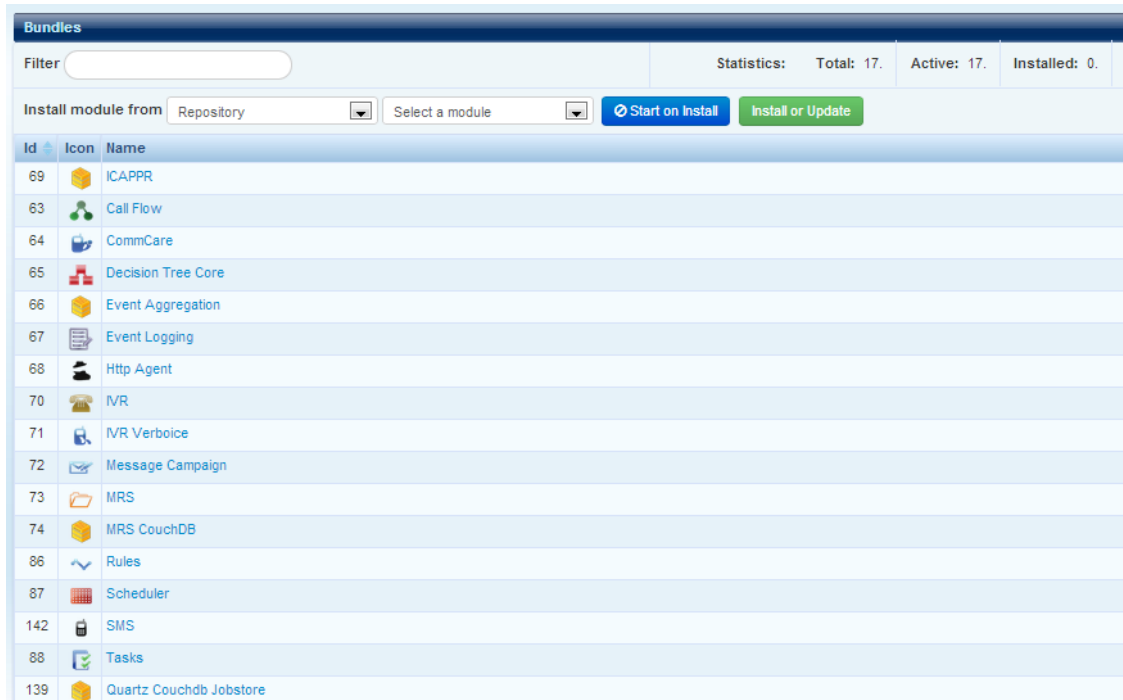 Bundles
Filter Statistics: Total: 17. Active: 17. Installed: 0.
Install module from Repository Select a module Start on Install Install or Update
Id Icon Name
69 ICAPPR
63 Call Flow
64 CommCare
65 Decision Tree Core
66 Event Aggregation
67 Event Logging
68 Http Agent
70 IVR
71 IVR Verboice
72 Message Campaign
73 MRS
74 MRS CouchDB
86 Rules
87 Scheduler
142 SMS
88 Tasks
139 Quartz Couchdb Jobstore